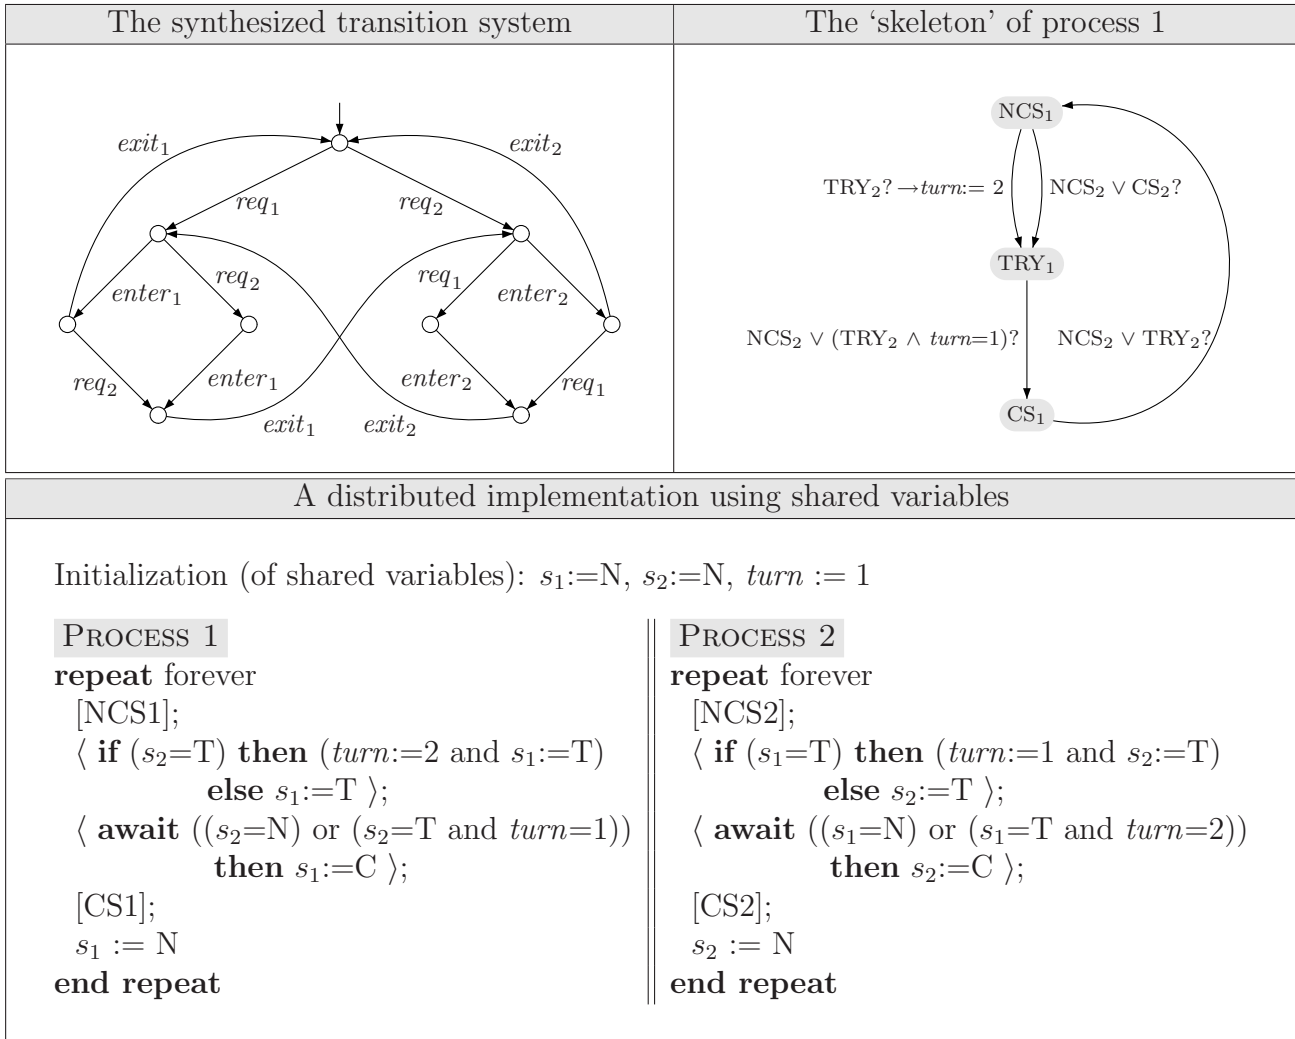 The synthesized transition system
The ‘skeleton’ of process 1
exit₁
exit₂
req₁
req₂
enter₁
req₂
req₁
enter₂
req₂
enter₁
enter₂
req₁
exit₁
exit₂
NCS₁
TRY₂? →turn:= 2
NCS₂ ∨ CS₂?
TRY₁
NCS₂ ∨ (TRY₂ ∧ turn=1)?
NCS₂ ∨ TRY₂?
CS₁
A distributed implementation using shared variables
Initialization (of shared variables): s₁:=N, s₂:=N, turn := 1
PROCESS 1
repeat forever
[NCS1];
⟨ if (s₂=T) then (turn:=2 and s₁:=T)
else s₁:=T ⟩;
⟨ await ((s₂=N) or (s₂=T and turn=1))
then s₁:=C ⟩;
[CS1];
s₁ := N
end repeat
PROCESS 2
repeat forever
[NCS2];
⟨ if (s₁=T) then (turn:=1 and s₂:=T)
else s₂:=T ⟩;
⟨ await ((s₁=N) or (s₁=T and turn=2))
then s₂:=C ⟩;
[CS2];
s₂ := N
end repeat